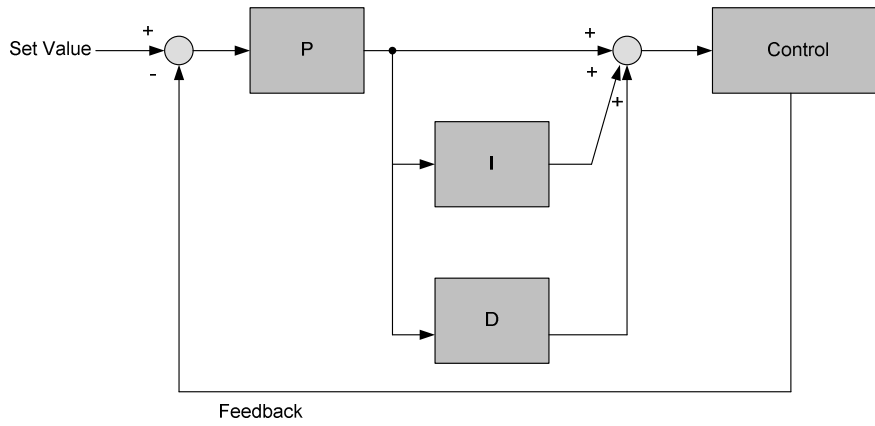 +
Set Value
-
P
+
+
+
Control
I
D
Feedback